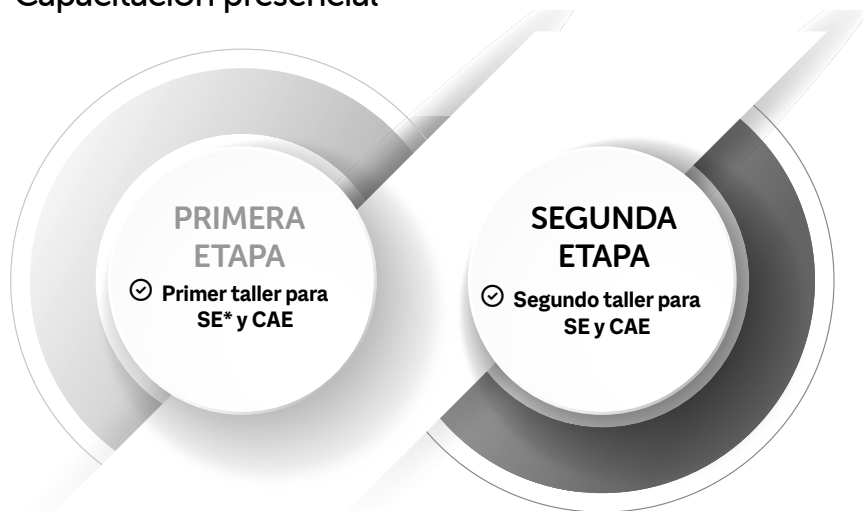 Capacitación presencial
PRIMERA
ETAPA
Primer taller para
SE* y CAE
SEGUNDA
ETAPA
Segundo taller para
SE y CAE